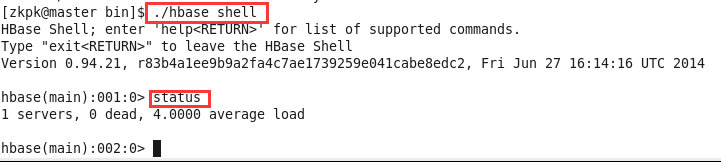 [zkpk@master bin]$ ./hbase shell
HBase Shell; enter 'help<RETURN>' for list of supported commands.
Type "exit<RETURN>" to leave the HBase Shell
Version 0.94.21, r83b4a1ee9b9a2fa4c7ae1739259e041cabe8edc2, Fri Jun 27 16:14:16 UTC 2014
hbase(main):001:0> status
1 servers, 0 dead, 4.0000 average load
hbase(main):002:0>